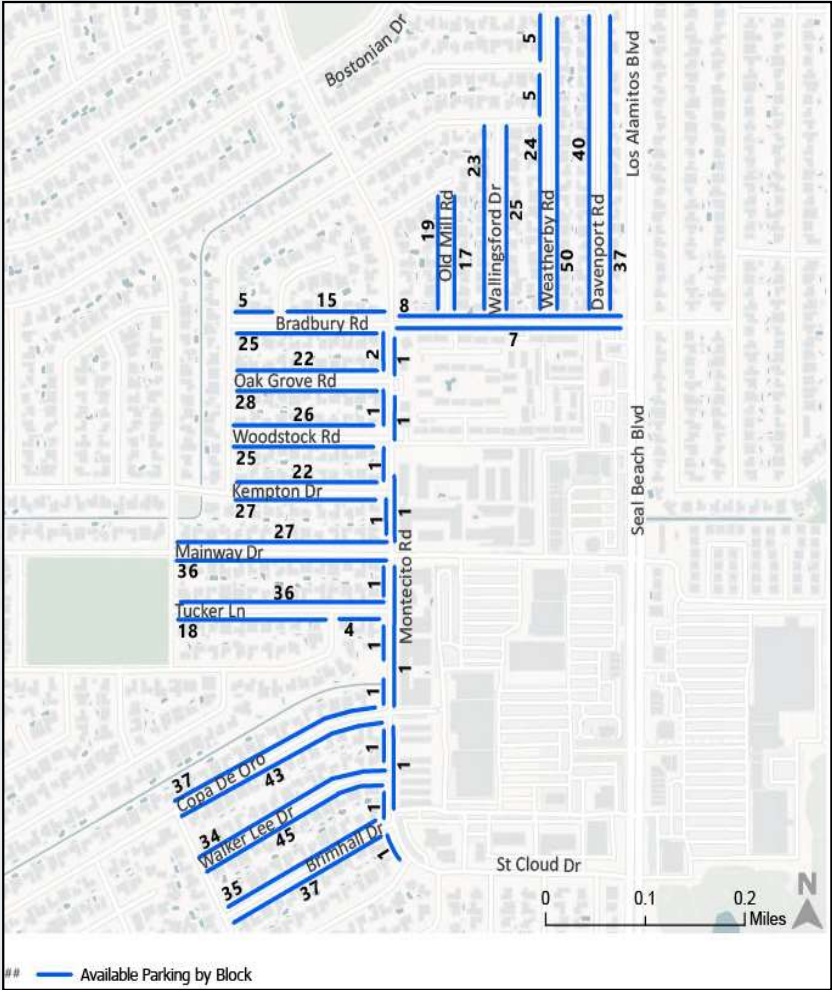 Bostonian Dr
5
5
Los Alamitos Blvd
23
24
40
25
19
Old Mill Rd
17
Wallingsford Dr
Weatherby Rd
50
Davenport Rd
37
5
15
8
Bradbury Rd
7
25
22
2
1
Oak Grove Rd
28
26
1
1
Woodstock Rd
25
22
1
Seal Beach Blvd
Kempton Dr
27
1
1
27
Mainway Dr
36
Montecito Rd
36
1
Tucker Ln
18
4
1
1
1
37
Copa De Oro
43
1
1
34
Walker Lee Dr
45
1
Brimhall Dr
1
35
37
St Cloud Dr
0
0.1
0.2
Miles
N
## Available Parking by Block